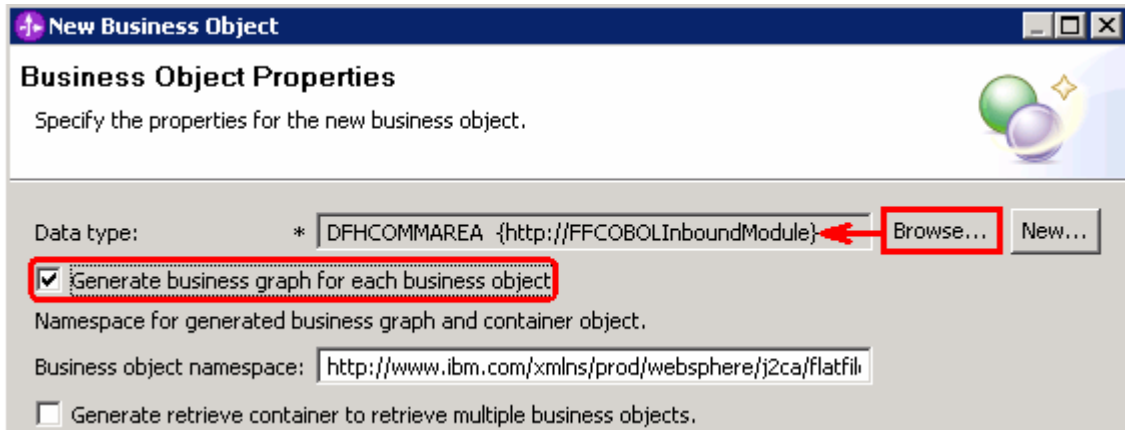 New Business Object
Business Object Properties
Specify the properties for the new business object.
Data type: * DFHCOMMAREA {http://FFCOBOLInboundModule} Browse... New...
Generate business graph for each business object
Namespace for generated business graph and container object.
Business object namespace: http://www.ibm.com/xmlns/prod/websphere/j2ca/flatfil
Generate retrieve container to retrieve multiple business objects.